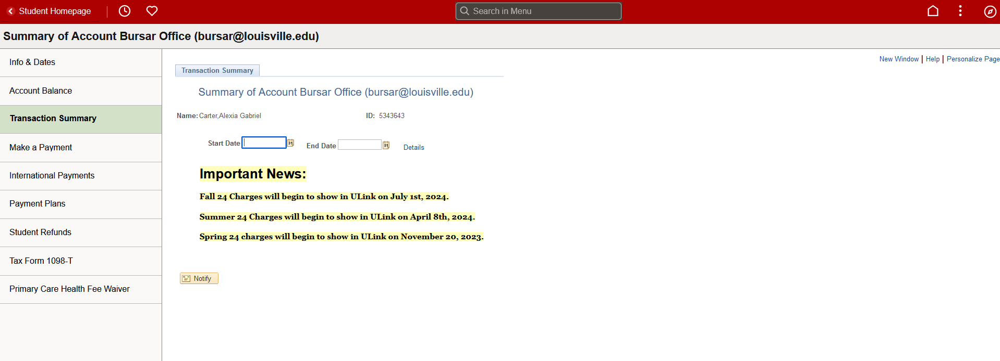 Student Homepage
Search in Menu
Summary of Account Bursar Office (bursar@louisville.edu)
New Window | Help | Personalize Page
Info & Dates
Account Balance
Transaction Summary
Make a Payment
International Payments
Payment Plans
Student Refunds
Tax Form 1098-T
Primary Care Health Fee Waiver
Transaction Summary
Summary of Account Bursar Office (bursar@louisville.edu)
Name: Carter,Alexia Gabriel ID: 5343643
Start Date 31 End Date 31 Details
Important News:
Fall 24 Charges will begin to show in ULink on July 1st, 2024.
Summer 24 Charges will begin to show in ULink on April 8th, 2024.
Spring 24 charges will begin to show in ULink on November 20, 2023.
Notify